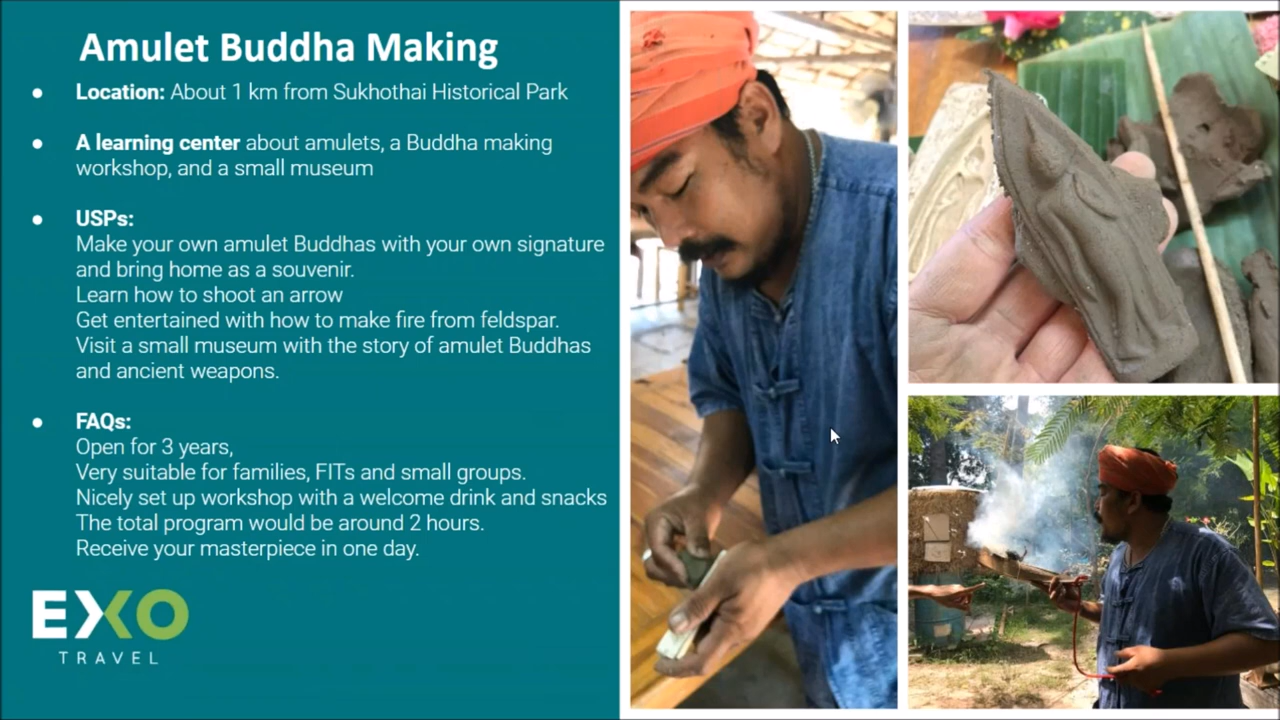 Amulet Buddha Making
● Location: About 1 km from Sukhothai Historical Park
● A learning center about amulets, a Buddha making
workshop, and a small museum
● USPs:
Make your own amulet Buddhas with your own signature
and bring home as a souvenir.
Learn how to shoot an arrow
Get entertained with how to make fire from feldspar.
Visit a small museum with the story of amulet Buddhas
and ancient weapons.
● FAQs:
Open for 3 years,
Very suitable for families, FITs and small groups.
Nicely set up workshop with a welcome drink and snacks
The total program would be around 2 hours.
Receive your masterpiece in one day.
EXO
TRAVEL